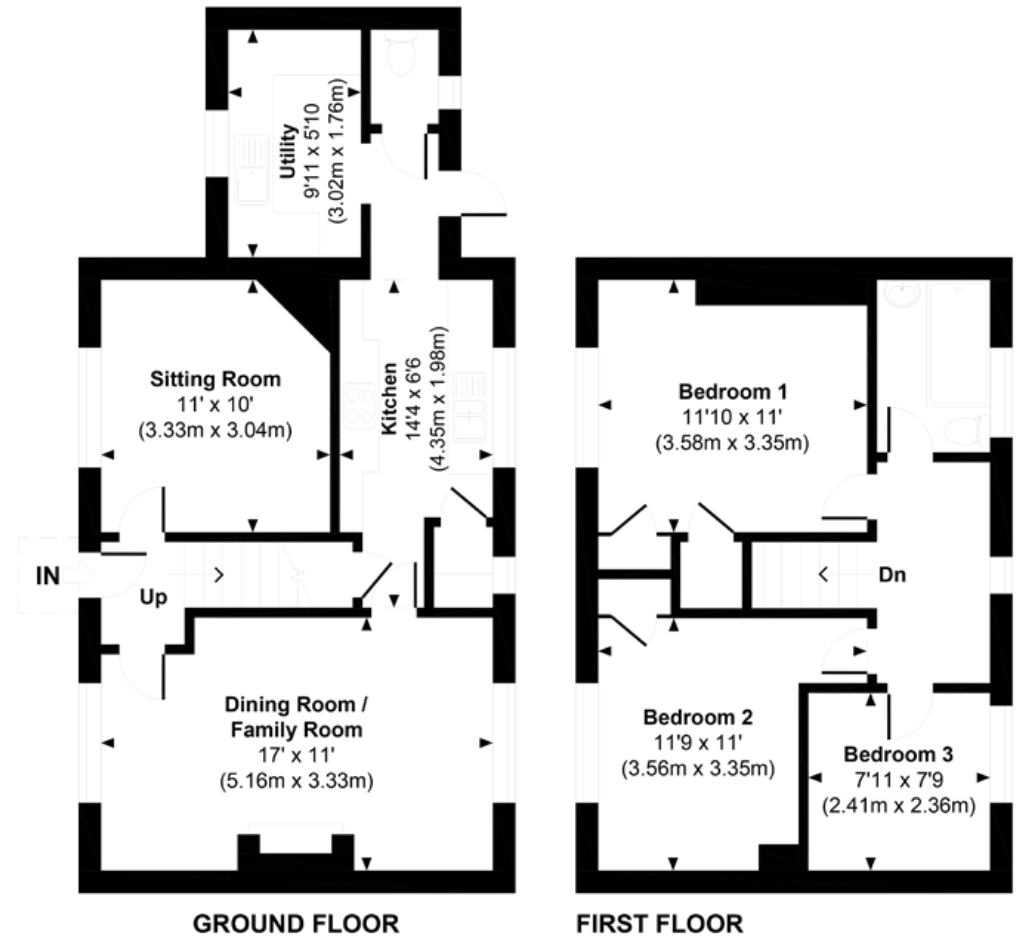 Utility
9'11 x 5'10
(3.02m x 1.76m)
Sitting Room
11' x 10'
(3.33m x 3.04m)
Kitchen
14'4 x 6'6
(4.35m x 1.98m)
IN
Up
Dining Room /
Family Room
17' x 11'
(5.16m x 3.33m)
GROUND FLOOR
Bedroom 1
11'10 x 11'
(3.58m x 3.35m)
Dn
Bedroom 2
11'9 x 11'
(3.56m x 3.35m)
Bedroom 3
7'11 x 7'9
(2.41m x 2.36m)
FIRST FLOOR